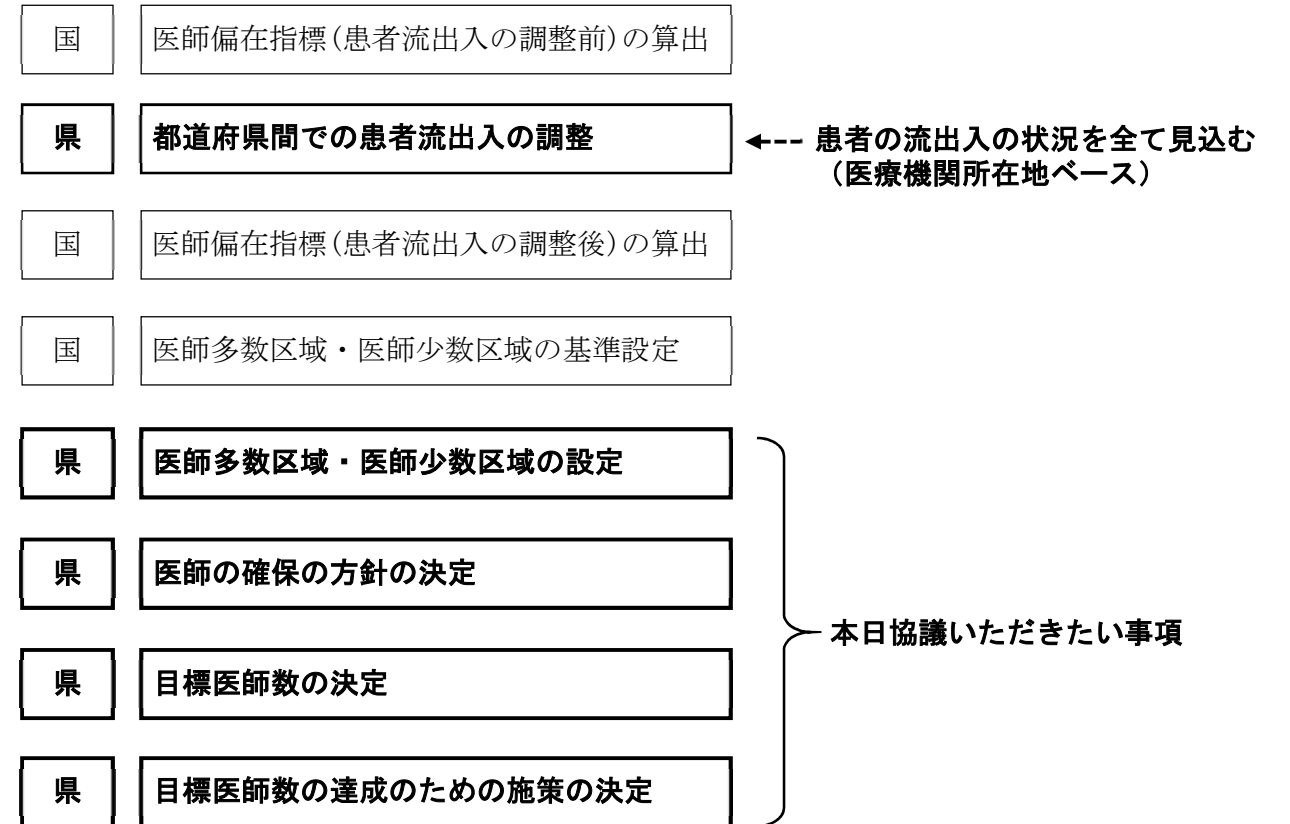 国 医師偏在指標(患者流出入の調整前)の算出
県 都道府県間での患者流出入の調整
患者の流出入の状況を全て見込む
(医療機関所在地ベース)
国 医師偏在指標(患者流出入の調整後)の算出
国 医師多数区域・医師少数区域の基準設定
県 医師多数区域・医師少数区域の設定
県 医師の確保の方針の決定
本日協議いただきたい事項
県 目標医師数の決定
県 目標医師数の達成のための施策の決定